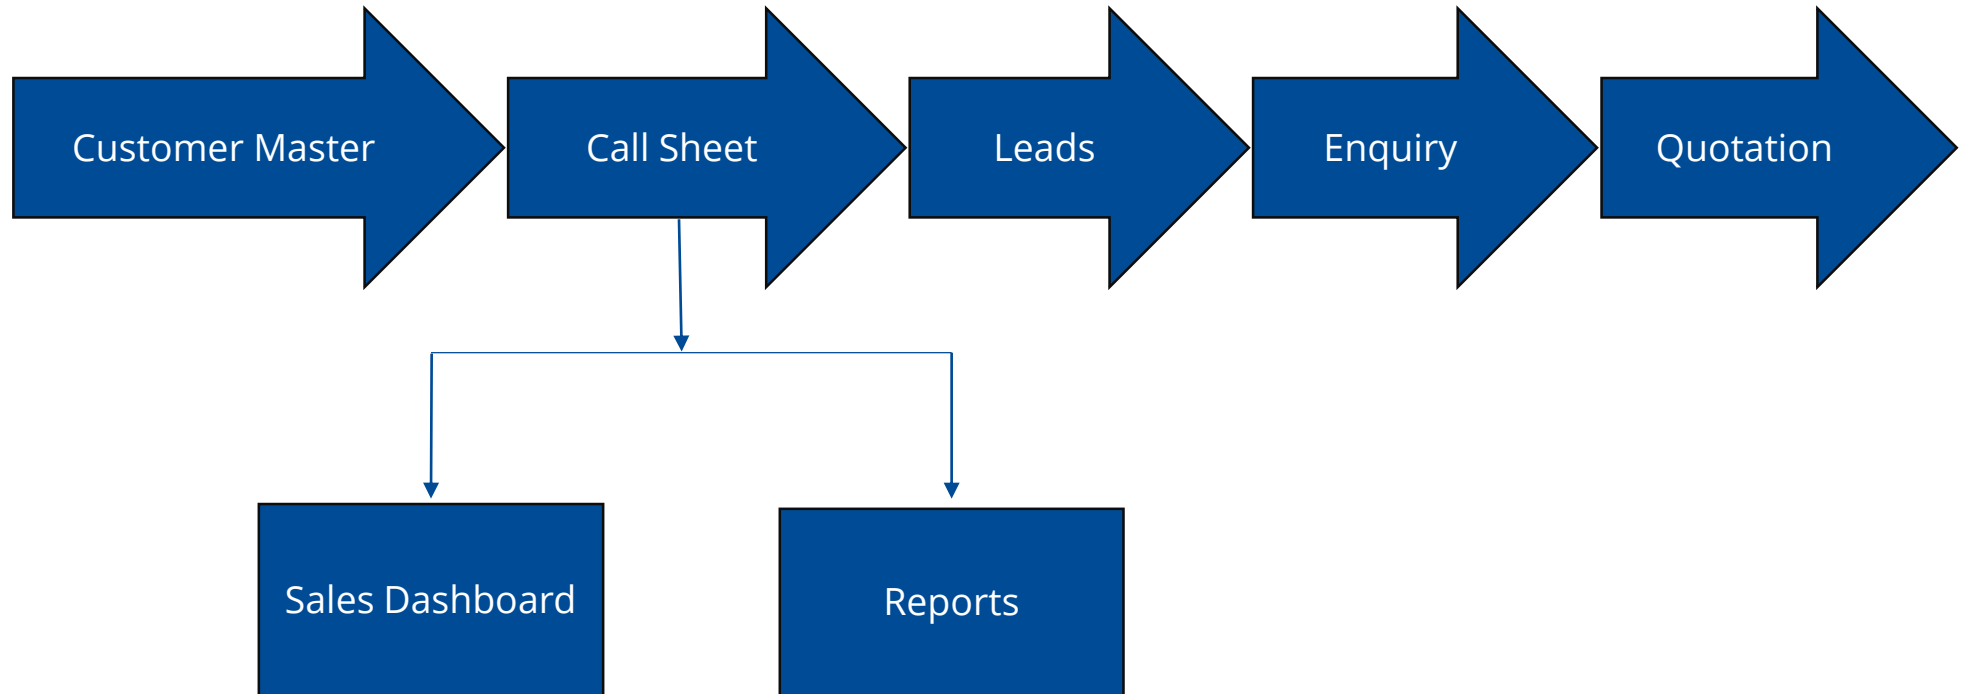 Customer Master
Call Sheet
Leads
Enquiry
Quotation
Sales Dashboard
Reports